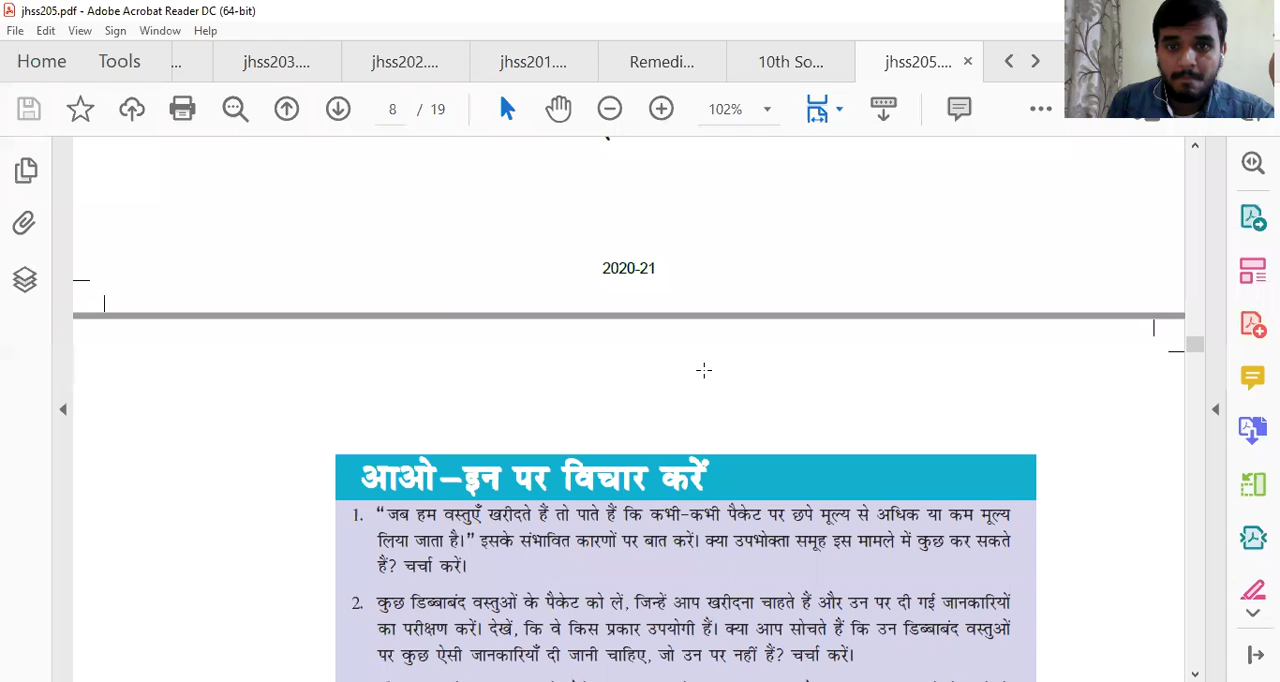 jhss205.pdf - Adobe Acrobat Reader DC (64-bit)
File Edit View Sign Window Help
Home Tools ... jhss203.... jhss202.... jhss201.... Remedi... 10th So... jhss205.... ×
8 / 19 102%
2020-21
आओ–इन पर विचार करें
1. “जब हम वस्तुएँ खरीदते हैं तो पाते हैं कि कभी-कभी पैकेट पर छपे मूल्य से अधिक या कम मूल्य
लिया जाता है।” इसके संभावित कारणों पर बात करें। क्या उपभोक्ता समूह इस मामले में कुछ कर सकते
हैं? चर्चा करें।
2. कुछ डिब्बाबंद वस्तुओं के पैकेट को लें, जिन्हें आप खरीदना चाहते हैं और उन पर दी गई जानकारियों
का परीक्षण करें। देखें, कि वे किस प्रकार उपयोगी हैं। क्या आप सोचते हैं कि उन डिब्बाबंद वस्तुओं
पर कुछ ऐसी जानकारियाँ दी जानी चाहिए, जो उन पर नहीं हैं? चर्चा करें।